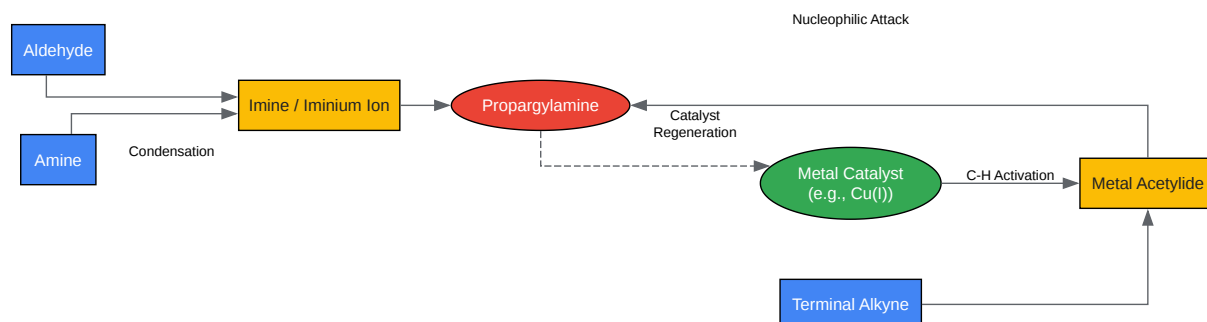 Nucleophilic Attack
Aldehyde
Imine / Iminium Ion
Propargylamine
Catalyst
Regeneration
Amine
Condensation
Metal Catalyst
(e.g., Cu(I))
C-H Activation
Metal Acetylide
Terminal Alkyne